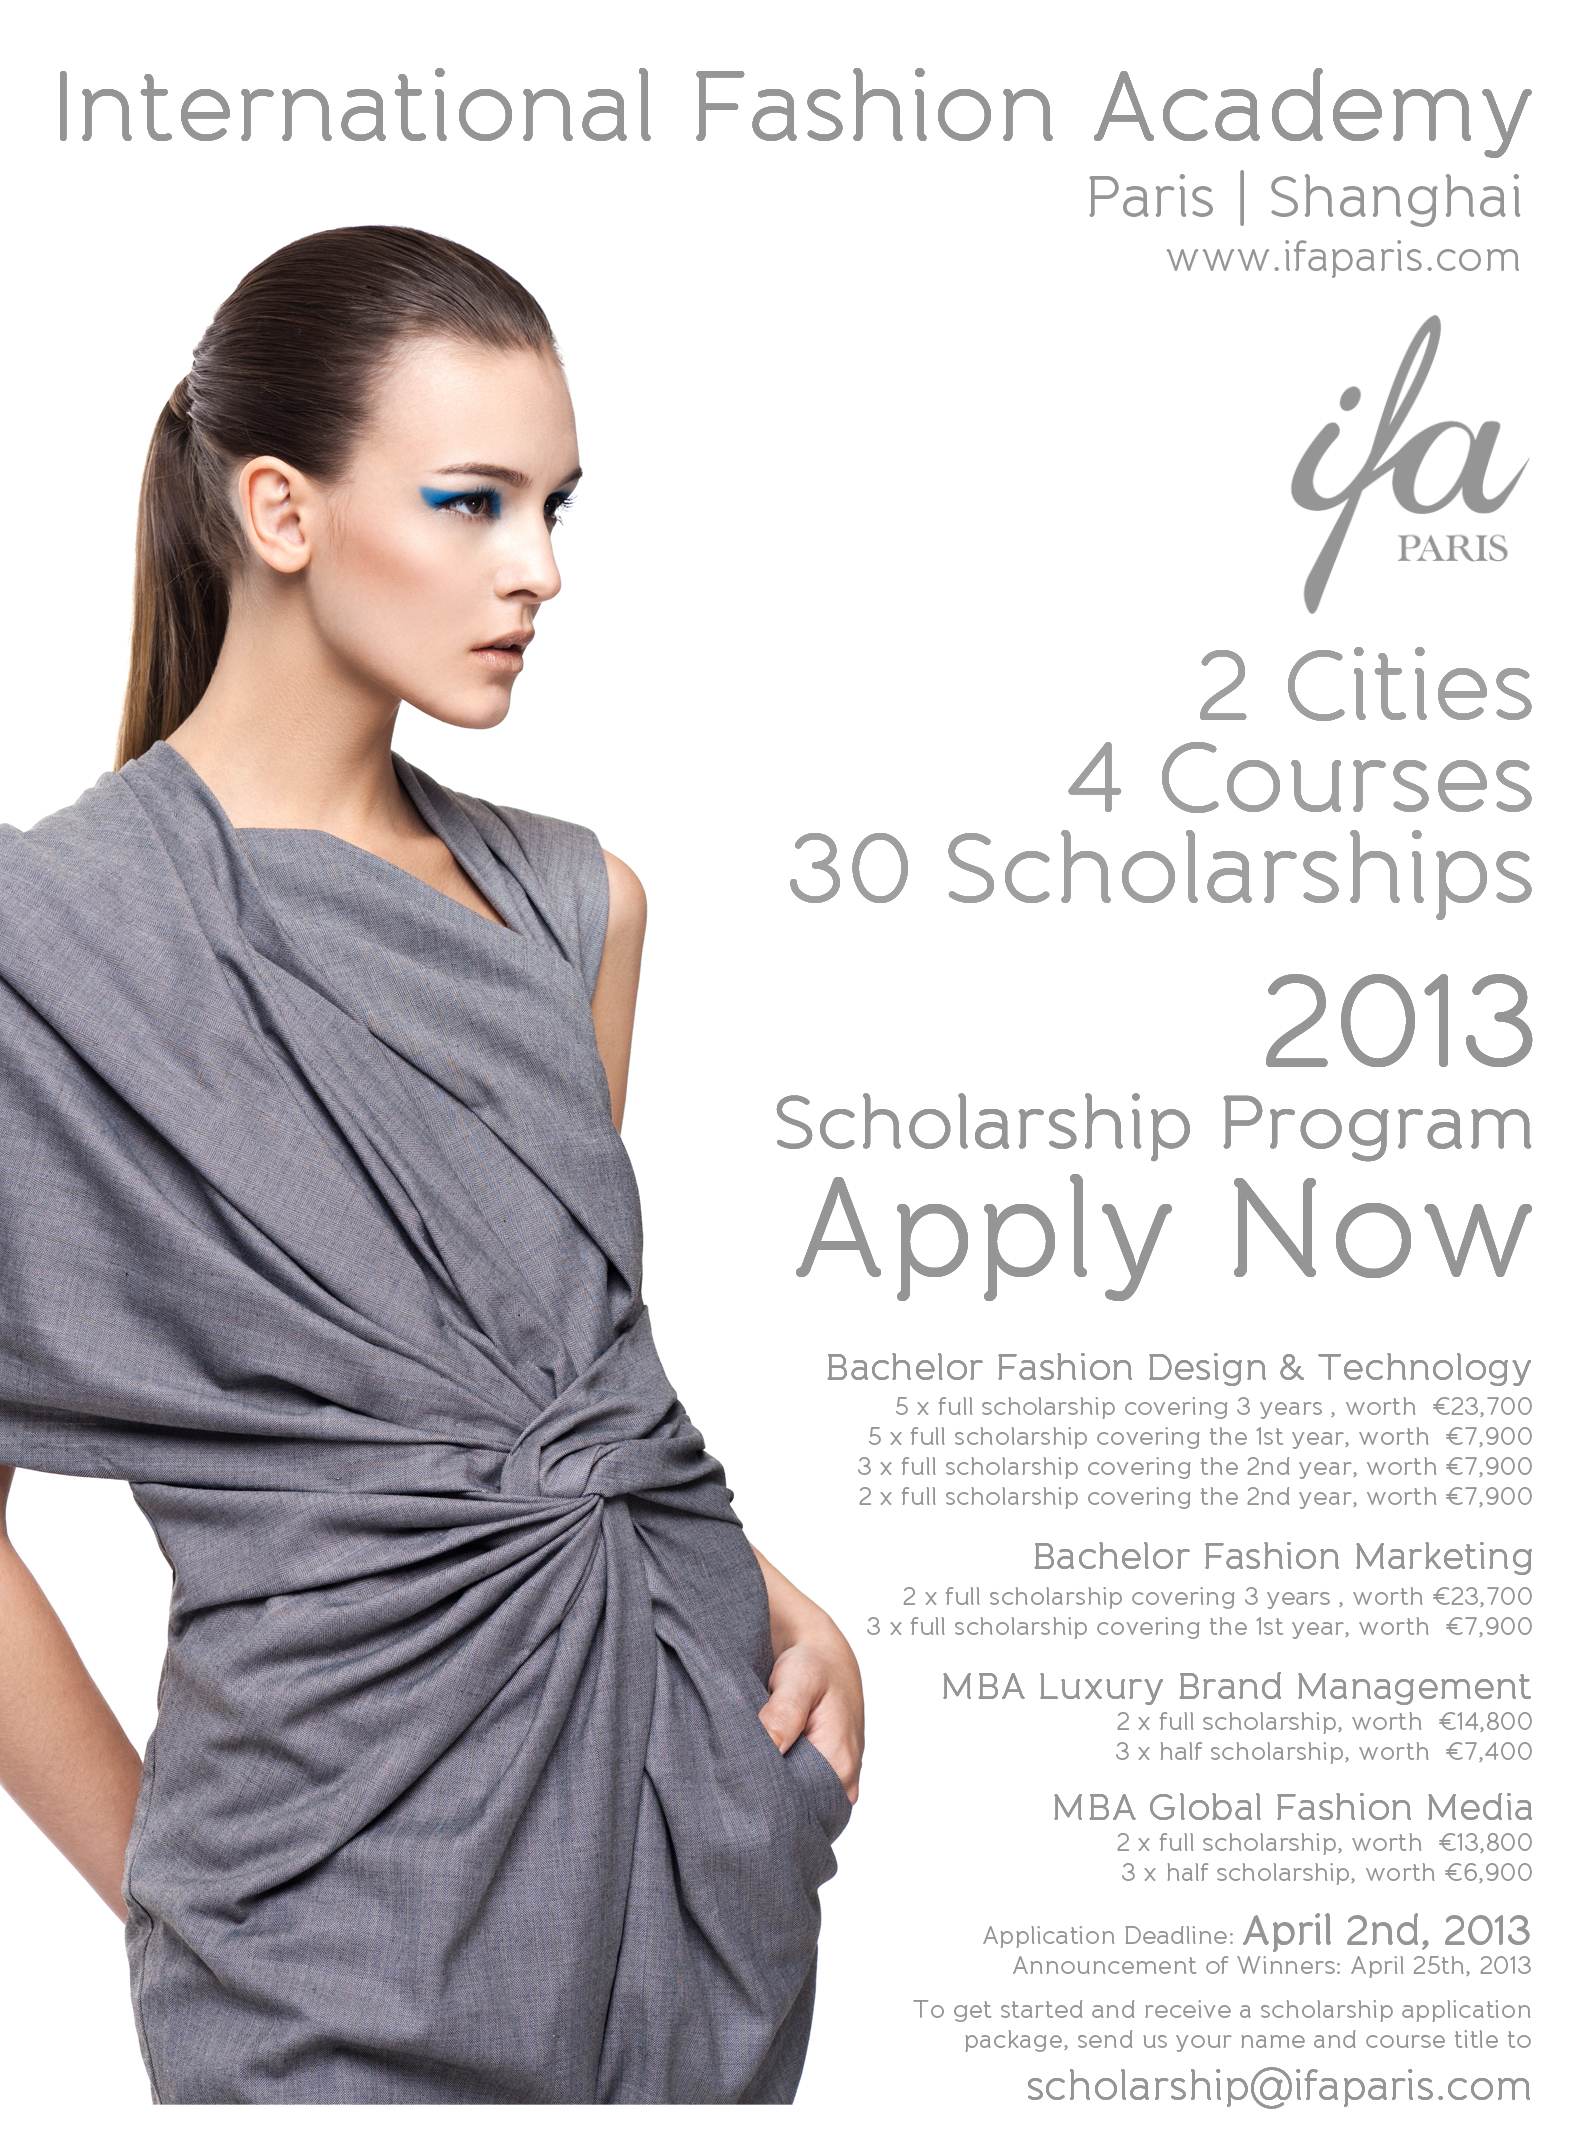 International Fashion Academy
Paris | Shanghai
www.ifaparis.com
ifa
PARIS
2 Cities
4 Courses
30 Scholarships
2013
Scholarship Program
Apply Now
Bachelor Fashion Design & Technology
5 x full scholarship covering 3 years , worth €23,700
5 x full scholarship covering the 1st year, worth €7,900
3 x full scholarship covering the 2nd year, worth €7,900
2 x full scholarship covering the 2nd year, worth €7,900
Bachelor Fashion Marketing
2 x full scholarship covering 3 years , worth €23,700
3 x full scholarship covering the 1st year, worth €7,900
MBA Luxury Brand Management
2 x full scholarship, worth €14,800
3 x half scholarship, worth €7,400
MBA Global Fashion Media
2 x full scholarship, worth €13,800
3 x half scholarship, worth €6,900
Application Deadline: April 2nd, 2013
Announcement of Winners: April 25th, 2013
To get started and receive a scholarship application
package, send us your name and course title to
scholarship@ifaparis.com